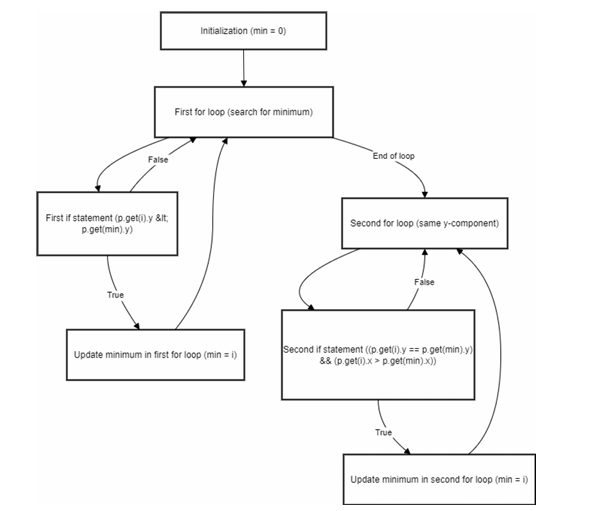 Initialization (min = 0)
First for loop (search for minimum)
False
End of loop
First if statement (p.get(i).y &lt;
p.get(min).y)
Second for loop (same y-component)
False
True
Update minimum in first for loop (min = i)
Second if statement ((p.get(i).y == p.get(min).y)
&& (p.get(i).x > p.get(min).x))
True
Update minimum in second for loop (min = i)